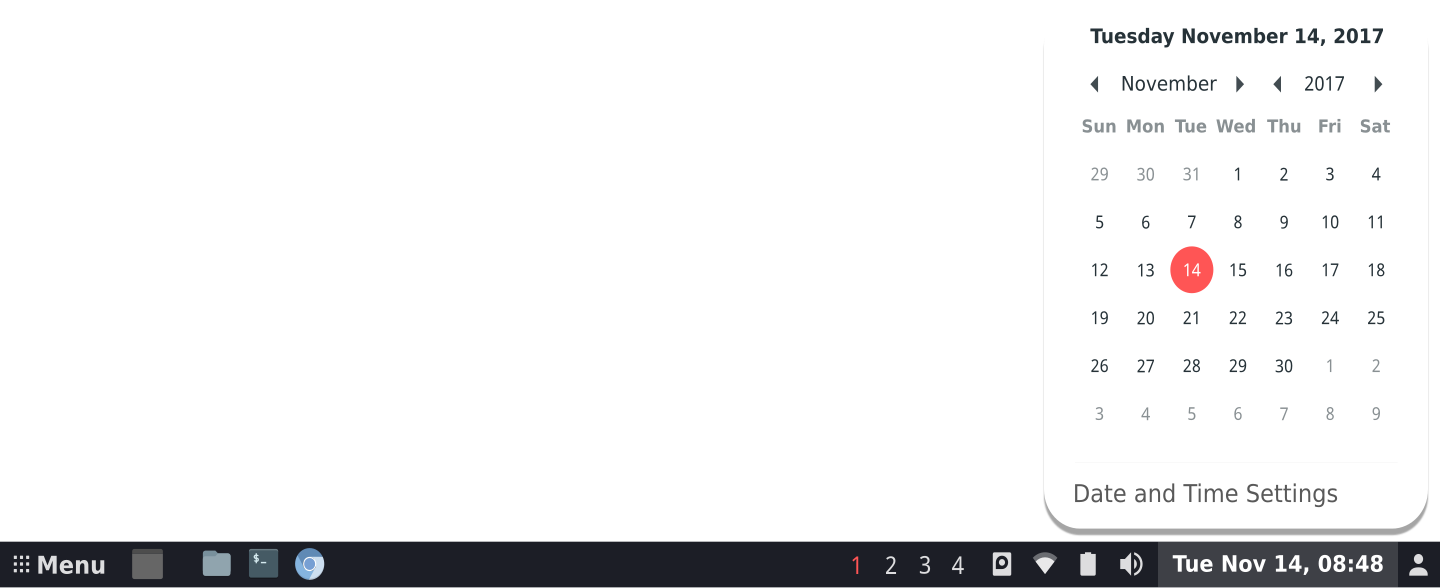 Tuesday November 14, 2017
November 2017
Sun Mon Tue Wed Thu Fri Sat
29 30 31 1 2 3 4
5 6 7 8 9 10 11
12 13 14 15 16 17 18
19 20 21 22 23 24 25
26 27 28 29 30 1 2
3 4 5 6 7 8 9
Date and Time Settings
Menu $- 1 2 3 4 Tue Nov 14, 08:48